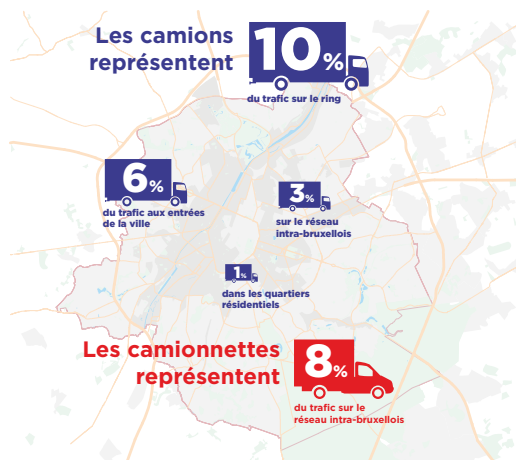 Les camions
représentent
10%
du trafic sur le ring
6%
du trafic aux entrées
de la ville
3%
sur le réseau
intra-bruxellois
1%
dans les quartiers
résidentiels
Les camionnettes
représentent
8%
du trafic sur le
réseau intra-bruxellois